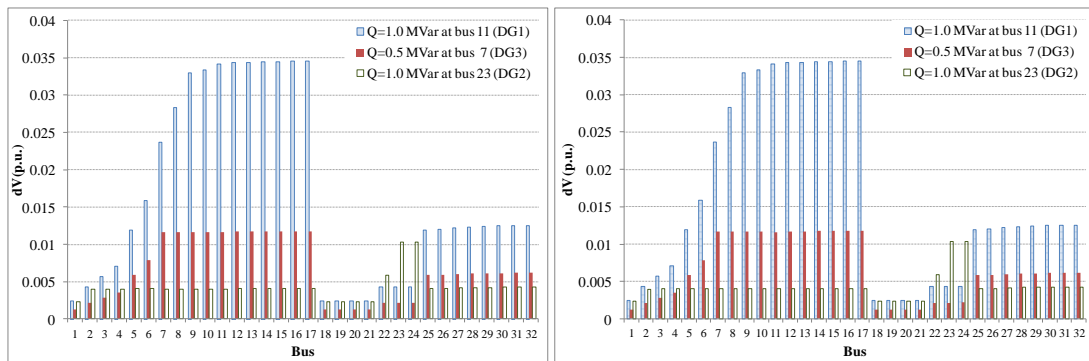 0.04
Q=1.0 MVar at bus 11 (DG1)
Q=0.5 MVar at bus 7 (DG3)
Q=1.0 MVar at bus 23 (DG2)
0.035
0.03
0.025
0.02
0.015
0.01
0.005
0
dV(p.u.)
1 2 3 4 5 6 7 8 9 10 11 12 13 14 15 16 17 18 19 20 21 22 23 24 25 26 27 28 29 30 31 32
Bus
0.04
Q=1.0 MVar at bus 11 (DG1)
Q=0.5 MVar at bus 7 (DG3)
Q=1.0 MVar at bus 23 (DG2)
0.035
0.03
0.025
0.02
0.015
0.01
0.005
0
dV (p.u.)
1 2 3 4 5 6 7 8 9 10 11 12 13 14 15 16 17 18 19 20 21 22 23 24 25 26 27 28 29 30 31 32
Bus